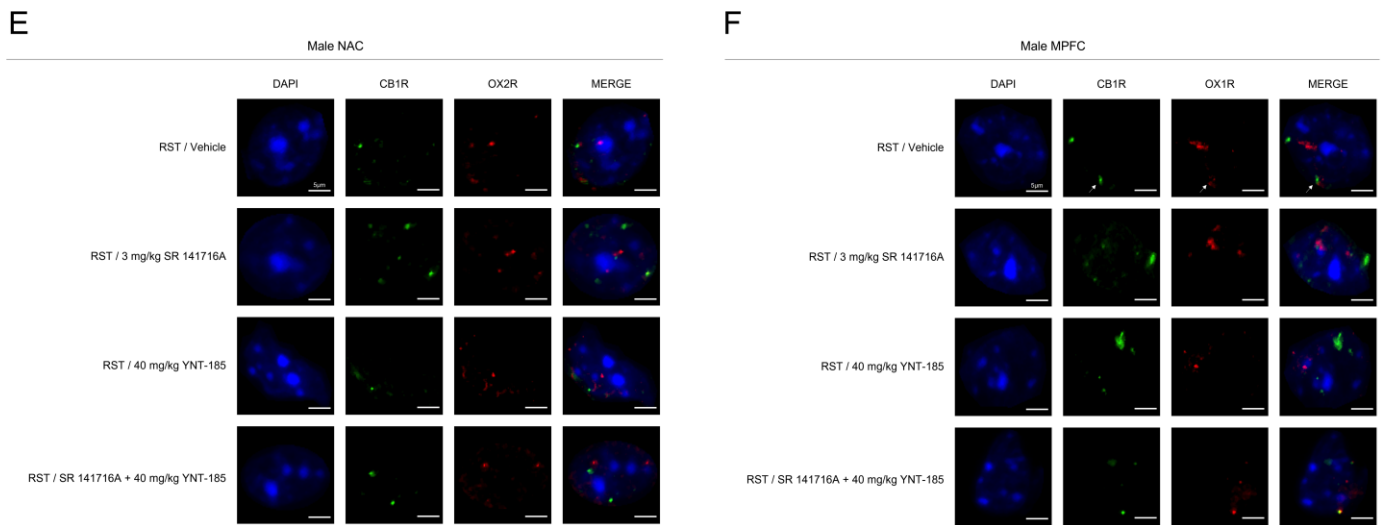 E
Male NAC
DAPI CB1R OX2R MERGE
RST / Vehicle
5μm
RST / 3 mg/kg SR 141716A
RST / 40 mg/kg YNT-185
RST / SR 141716A + 40 mg/kg YNT-185
F
Male MPFC
DAPI CB1R OX1R MERGE
RST / Vehicle
5μm
RST / 3 mg/kg SR 141716A
RST / 40 mg/kg YNT-185
RST / SR 141716A + 40 mg/kg YNT-185